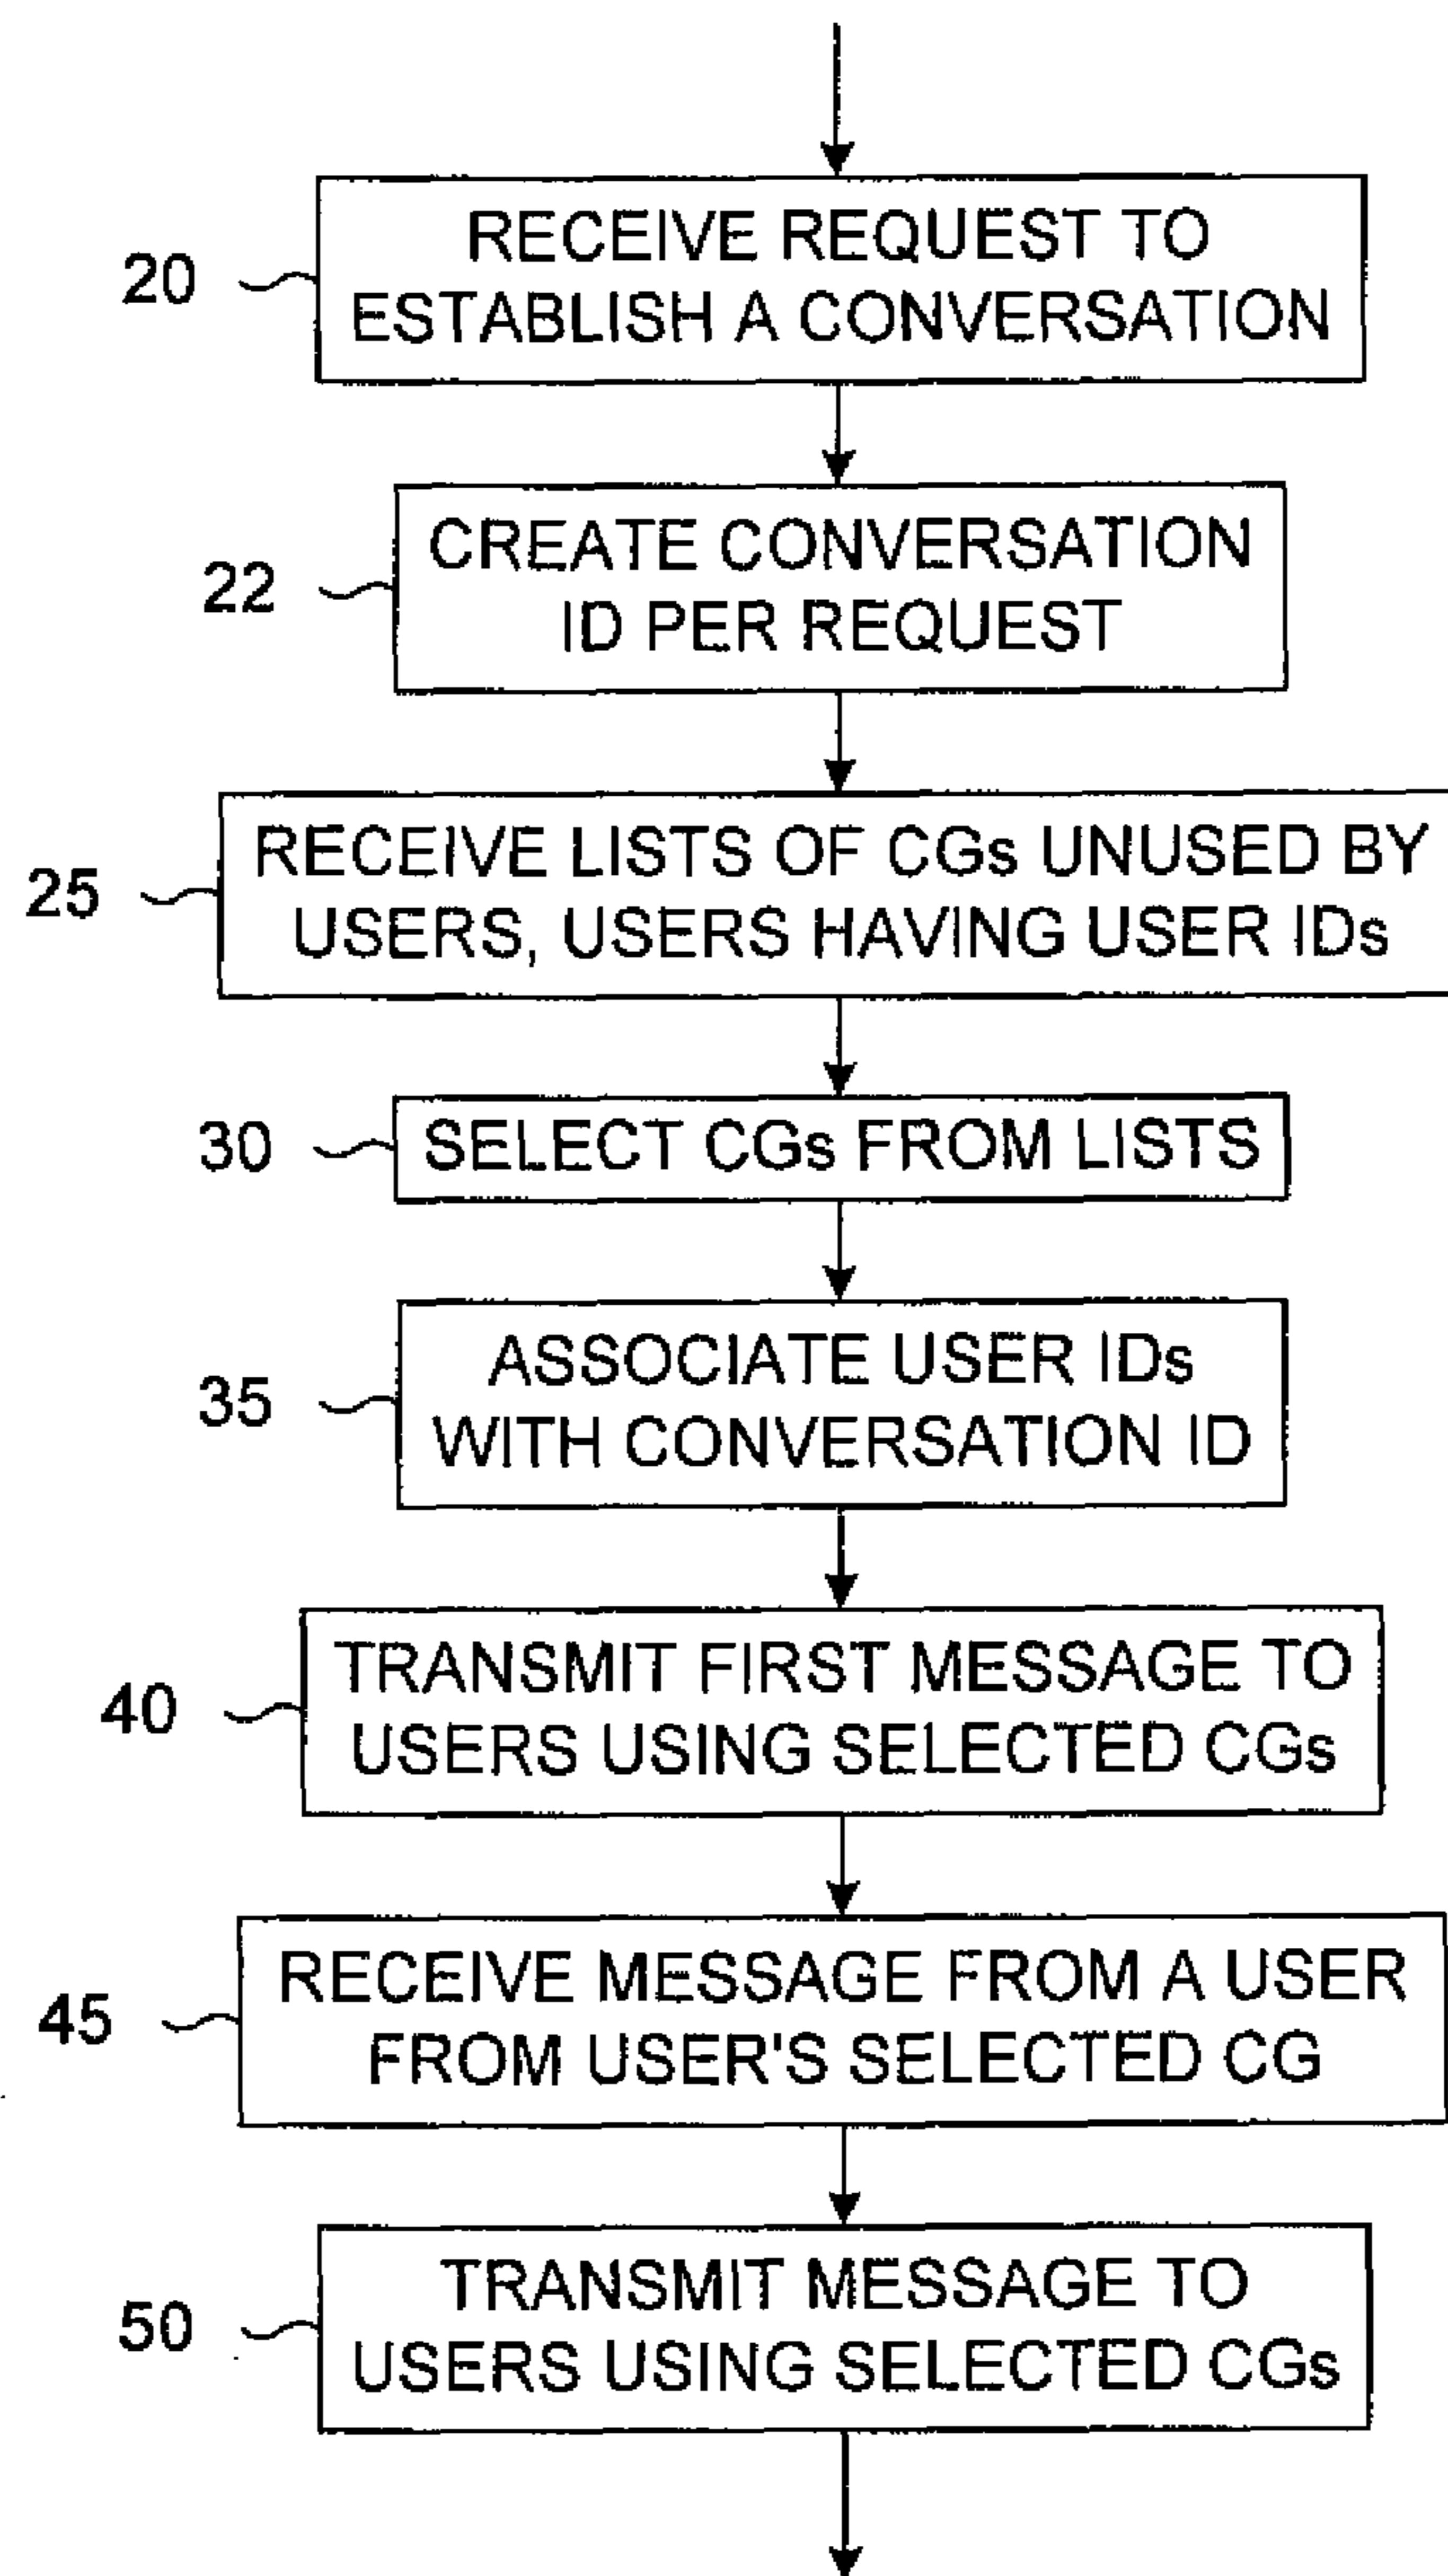 20
RECEIVE REQUEST TO
ESTABLISH A CONVERSATION
22
CREATE CONVERSATION
ID PER REQUEST
25
RECEIVE LISTS OF CGs UNUSED BY
USERS, USERS HAVING USER IDs
30
SELECT CGs FROM LISTS
35
ASSOCIATE USER IDs
WITH CONVERSATION ID
40
TRANSMIT FIRST MESSAGE TO
USERS USING SELECTED CGs
45
RECEIVE MESSAGE FROM A USER
FROM USER'S SELECTED CG
50
TRANSMIT MESSAGE TO
USERS USING SELECTED CGs